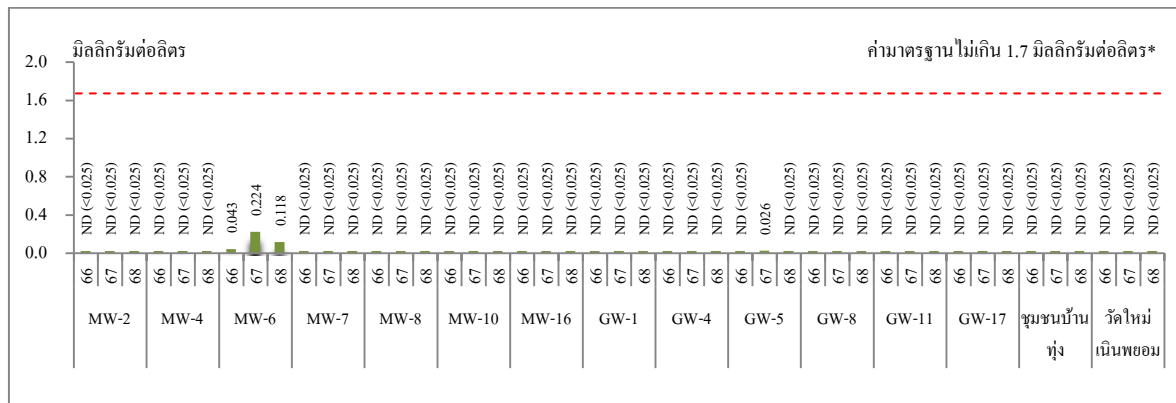 มิลลิกรัมต่อลิตร ค่ามาตรฐานไม่เกิน 1.7 มิลลิกรัมต่อลิตร*
2.0
1.6
1.2
0.8
0.4
0.0
ND (<0.025) ND (<0.025) ND (<0.025) ND (<0.025) ND (<0.025) ND (<0.025) 0.043 0.224 0.118 ND (<0.025) ND (<0.025) ND (<0.025) ND (<0.025) ND (<0.025) ND (<0.025) ND (<0.025) ND (<0.025) ND (<0.025) ND (<0.025) ND (<0.025) ND (<0.025) ND (<0.025) ND (<0.025) ND (<0.025) ND (<0.025) ND (<0.025) ND (<0.025) ND (<0.025) 0.026 ND (<0.025) ND (<0.025) ND (<0.025) ND (<0.025) ND (<0.025) ND (<0.025) ND (<0.025) ND (<0.025) ND (<0.025) ND (<0.025) ND (<0.025) ND (<0.025) ND (<0.025) ND (<0.025) ND (<0.025) ND (<0.025)
66 67 68 66 67 68 66 67 68 66 67 68 66 67 68 66 67 68 66 67 68 66 67 68 66 67 68 66 67 68 66 67 68 66 67 68 66 67 68 66 67 68 66 67 68
MW-2 MW-4 MW-6 MW-7 MW-8 MW-10 MW-16 GW-1 GW-4 GW-5 GW-8 GW-11 GW-17 ชุมชนบ้าน วัดใหม่
ทุ่ง เนินพยอม